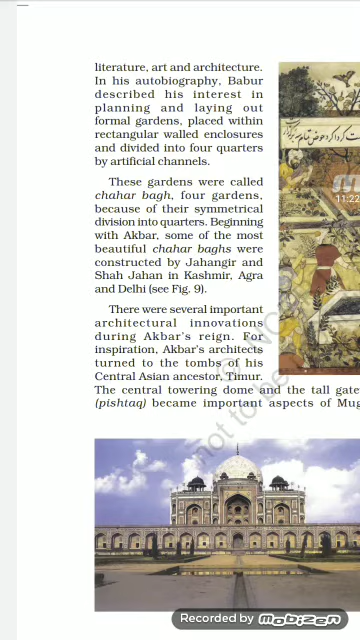 literature, art and architecture.
In his autobiography, Babur
described his interest in
planning and laying out
formal gardens, placed within
rectangular walled enclosures
and divided into four quarters
by artificial channels.
These gardens were called
chahar bagh, four gardens,
because of their symmetrical
division into quarters. Beginning
with Akbar, some of the most
beautiful chahar baghs were
constructed by Jahangir and
Shah Jahan in Kashmir, Agra
and Delhi (see Fig. 9).
There were several important
architectural innovations
during Akbar's reign. For
inspiration, Akbar's architects
turned to the tombs of his
Central Asian ancestor, Timur.
The central towering dome and the tall gate
(pishtaq) became important aspects of Mug
11:22
not to be
Recorded by mobizen